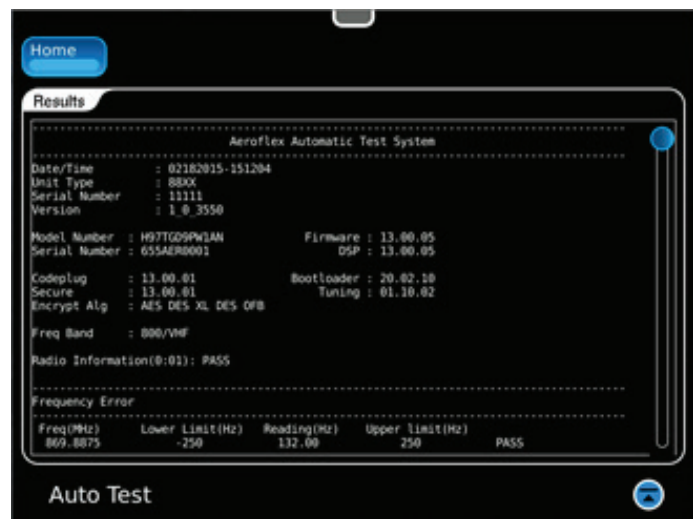 Home
Results
Aeroflex Automatic Test System
Date/Time : 02182015-151204
Unit Type : 88XX
Serial Number : 11111
Version : 1_0_3550
Model Number : H97TGD9PW1AN Firmware : 13.00.05
Serial Number : 655AER0001 DSP : 13.00.05
Codeplug : 13.00.01 Bootloader : 20.02.10
Secure : 13.00.01 Tuning : 01.10.02
Encrypt Alg : AES DES XL DES OFB
Freq Band : 800/VHF
Radio Information(0:01): PASS
Frequency Error
Freq(MHz) Lower Limit(Hz) Reading(Hz) Upper limit(Hz)
869.8875 -250 132.00 250 PASS
Auto Test